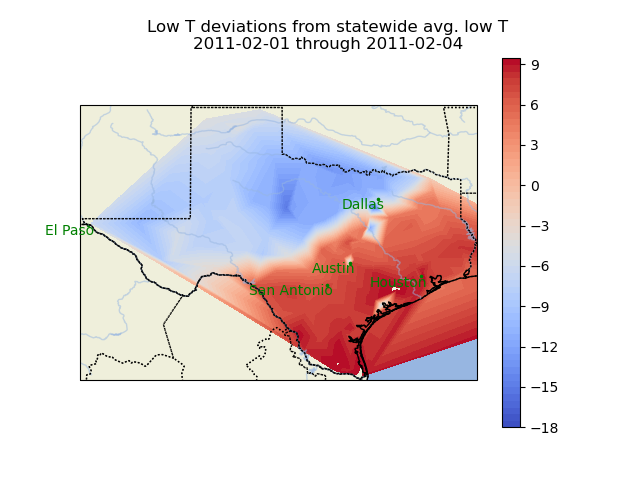 Low T deviations from statewide avg. low T
2011-02-01 through 2011-02-04
9
6
3
0
−3
−6
−9
−12
−15
−18
Dallas
El Paso
Austin
Houston
San Antonio